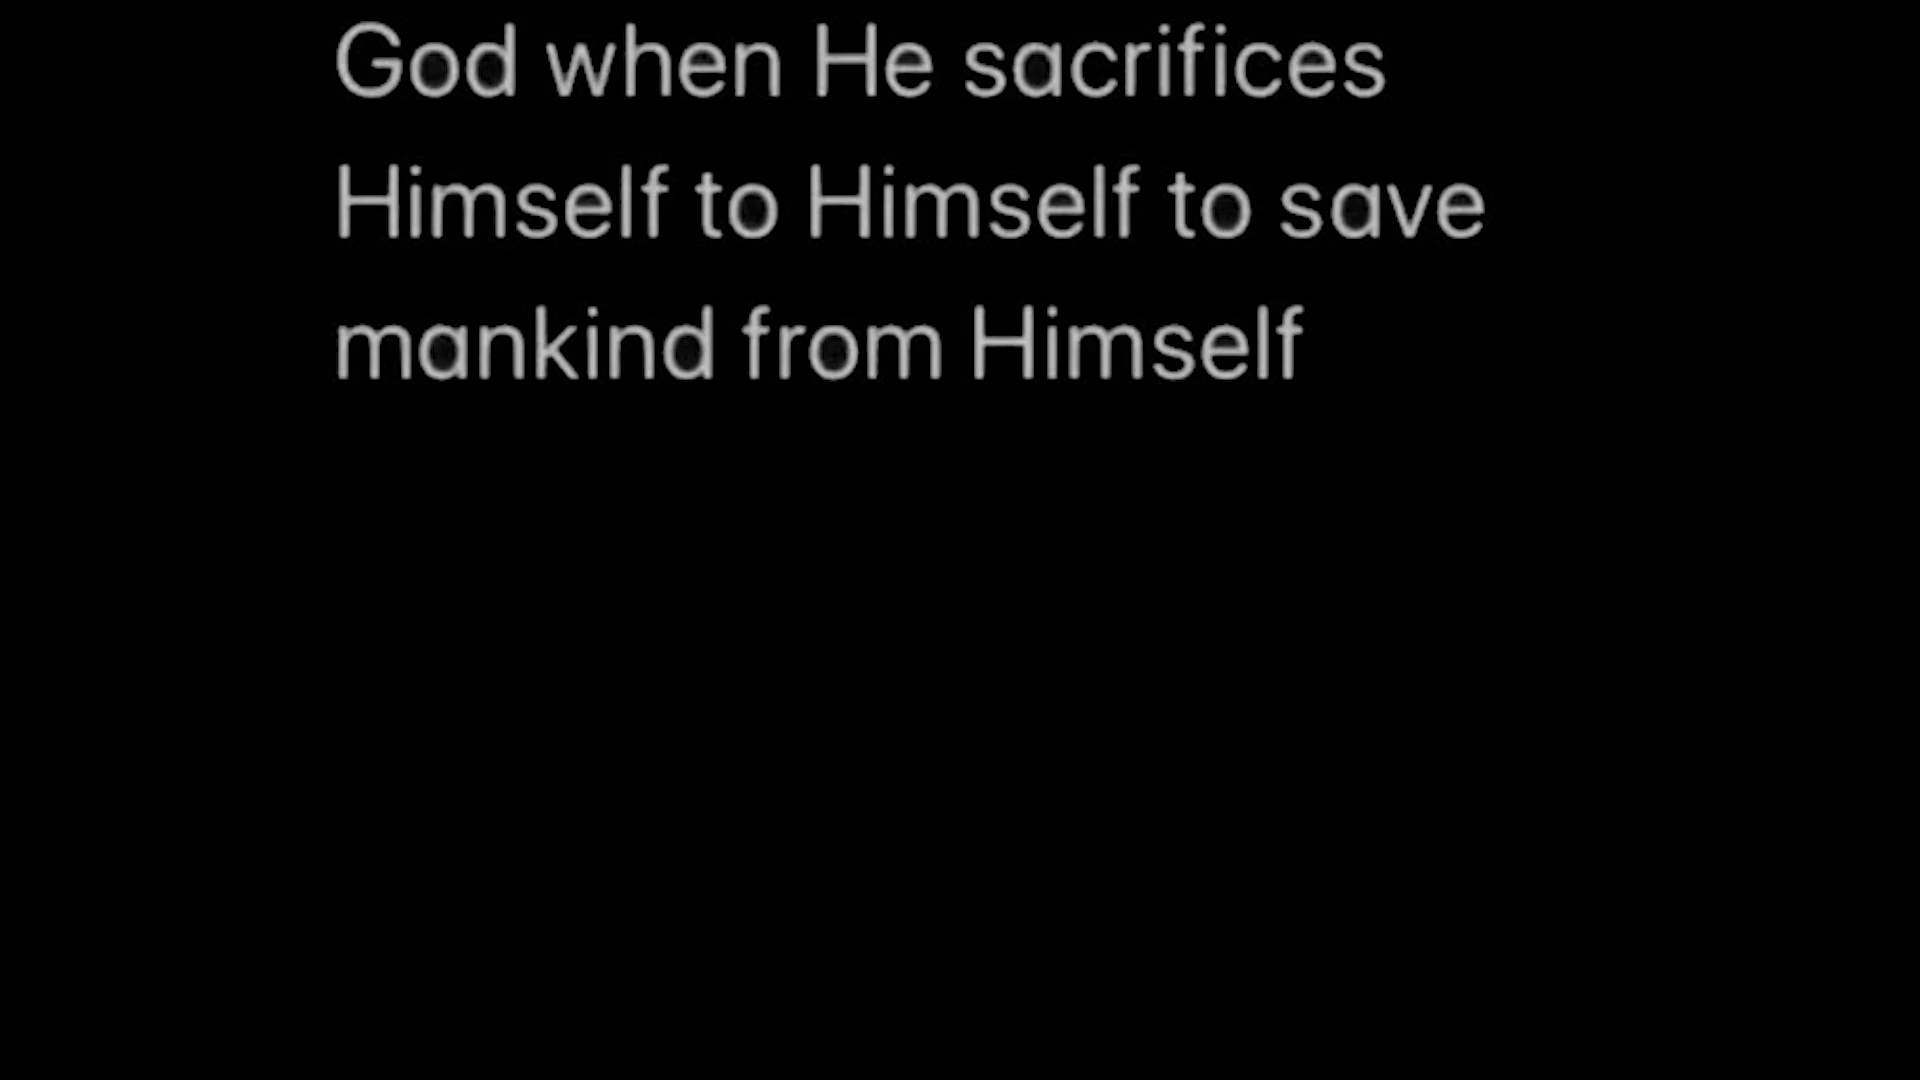 God when He sacrifices
Himself to Himself to save
mankind from Himself